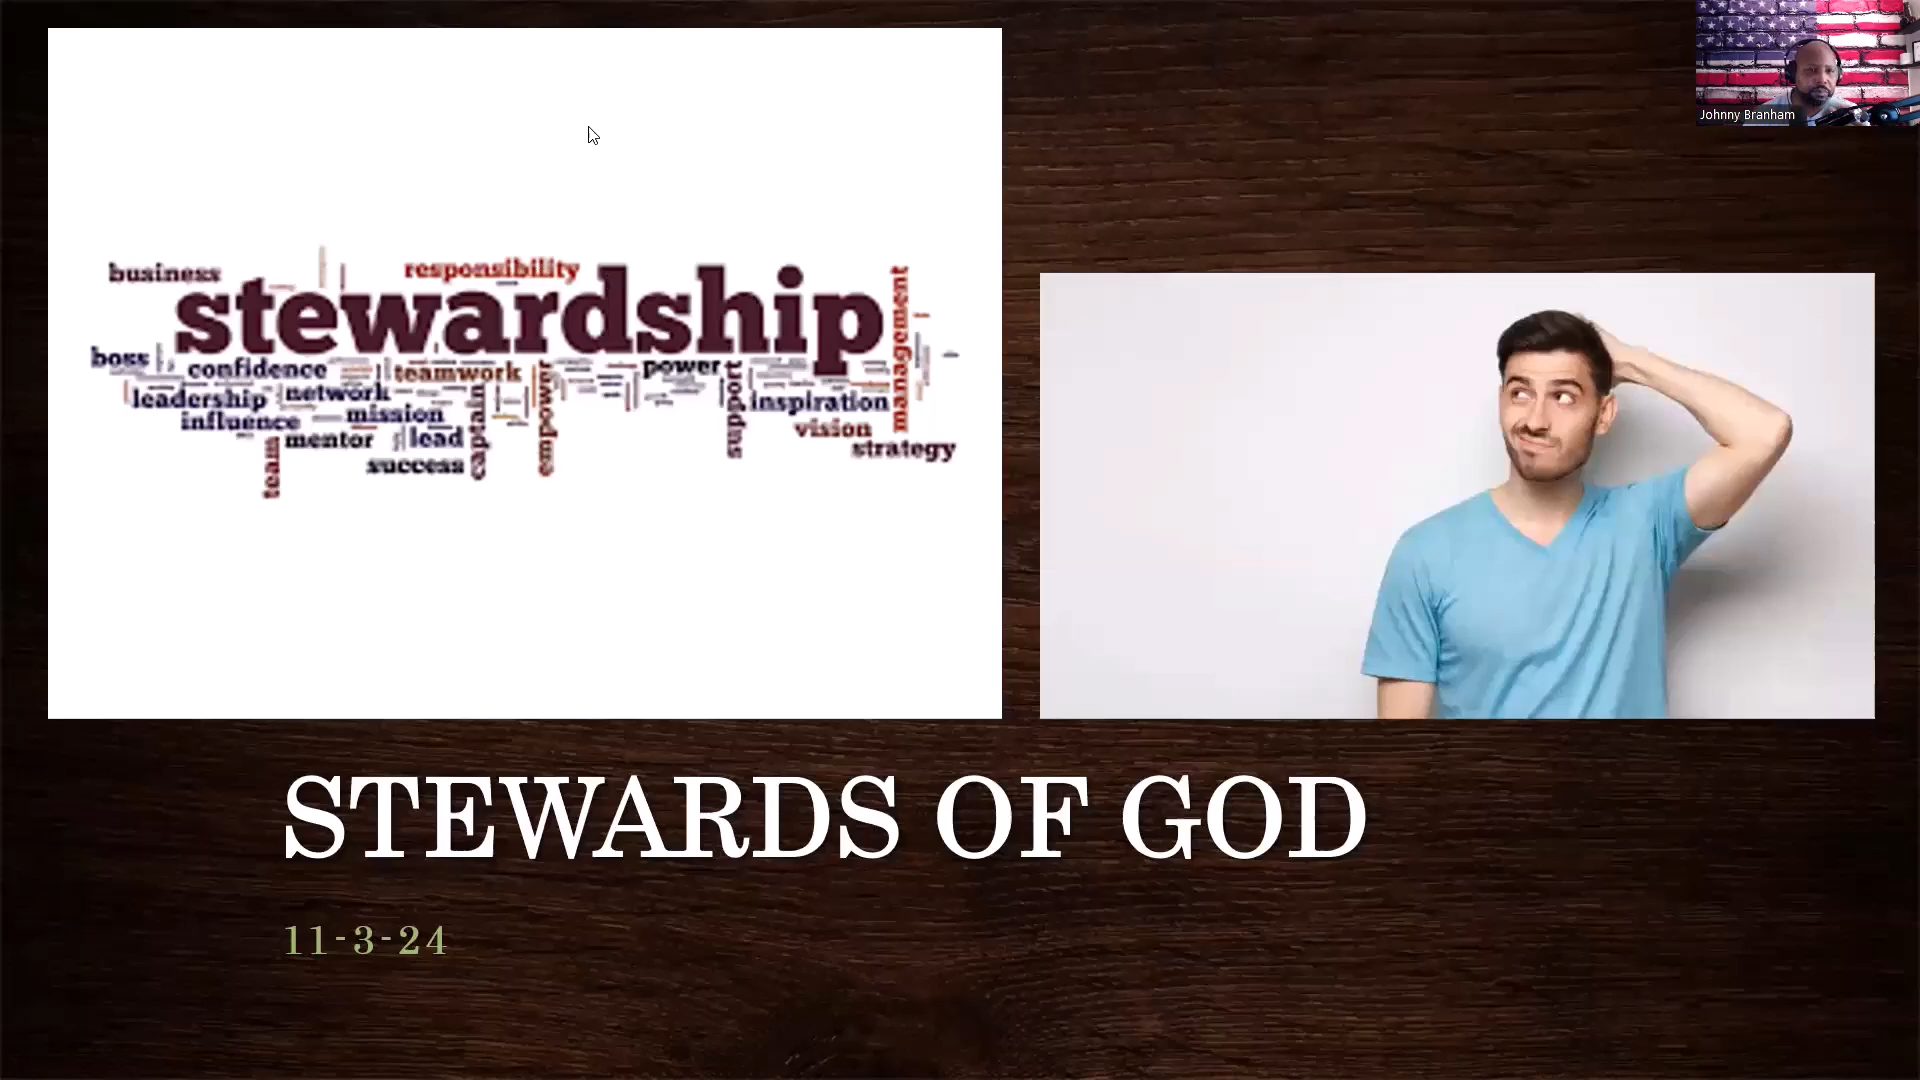 Johnny Branham
business
responsibility
stewardship
management
boss
confidence
teamwork
power
leadership
network
empower
support
inspiration
influence
mission
captain
vision
mentor
lead
strategy
team
success
STEWARDS OF GOD
11-3-24